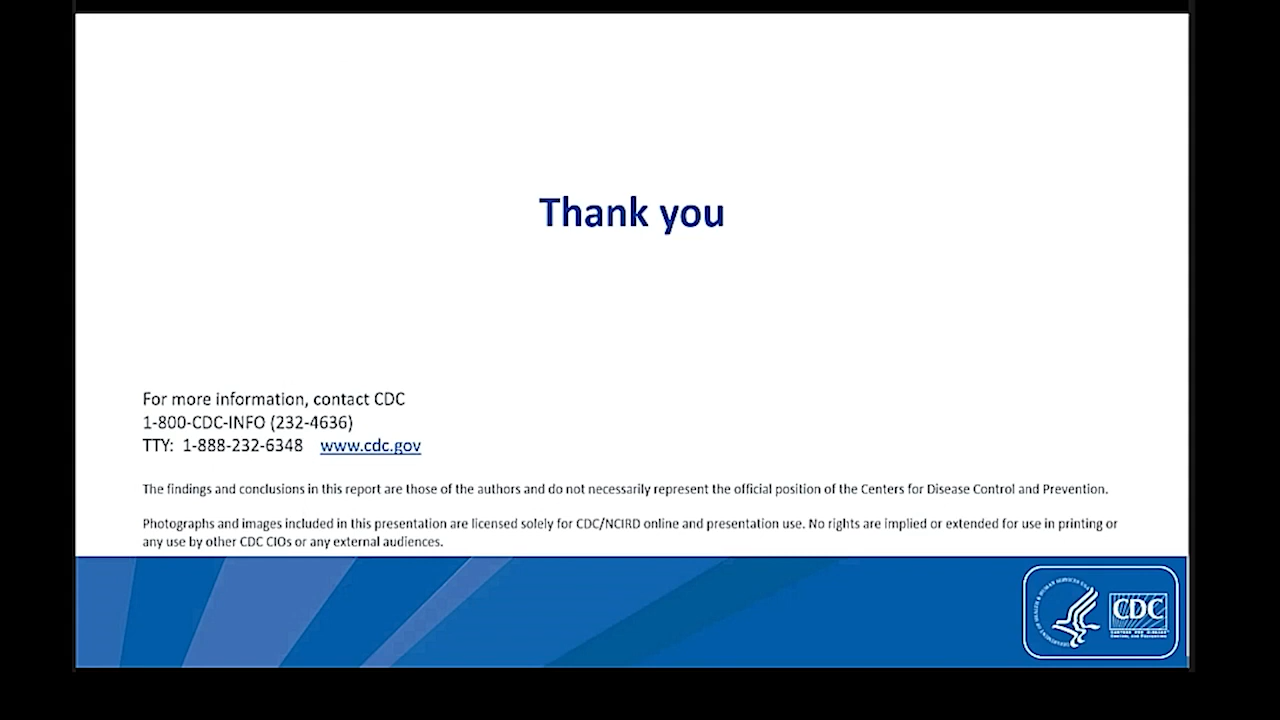 Thank you
For more information, contact CDC
1-800-CDC-INFO (232-4636)
TTY: 1-888-232-6348 www.cdc.gov
The findings and conclusions in this report are those of the authors and do not necessarily represent the official position of the Centers for Disease Control and Prevention.
Photographs and images included in this presentation are licensed solely for CDC/NCIRD online and presentation use. No rights are implied or extended for use in printing or
any use by other CDC CIOs or any external audiences.
CDC